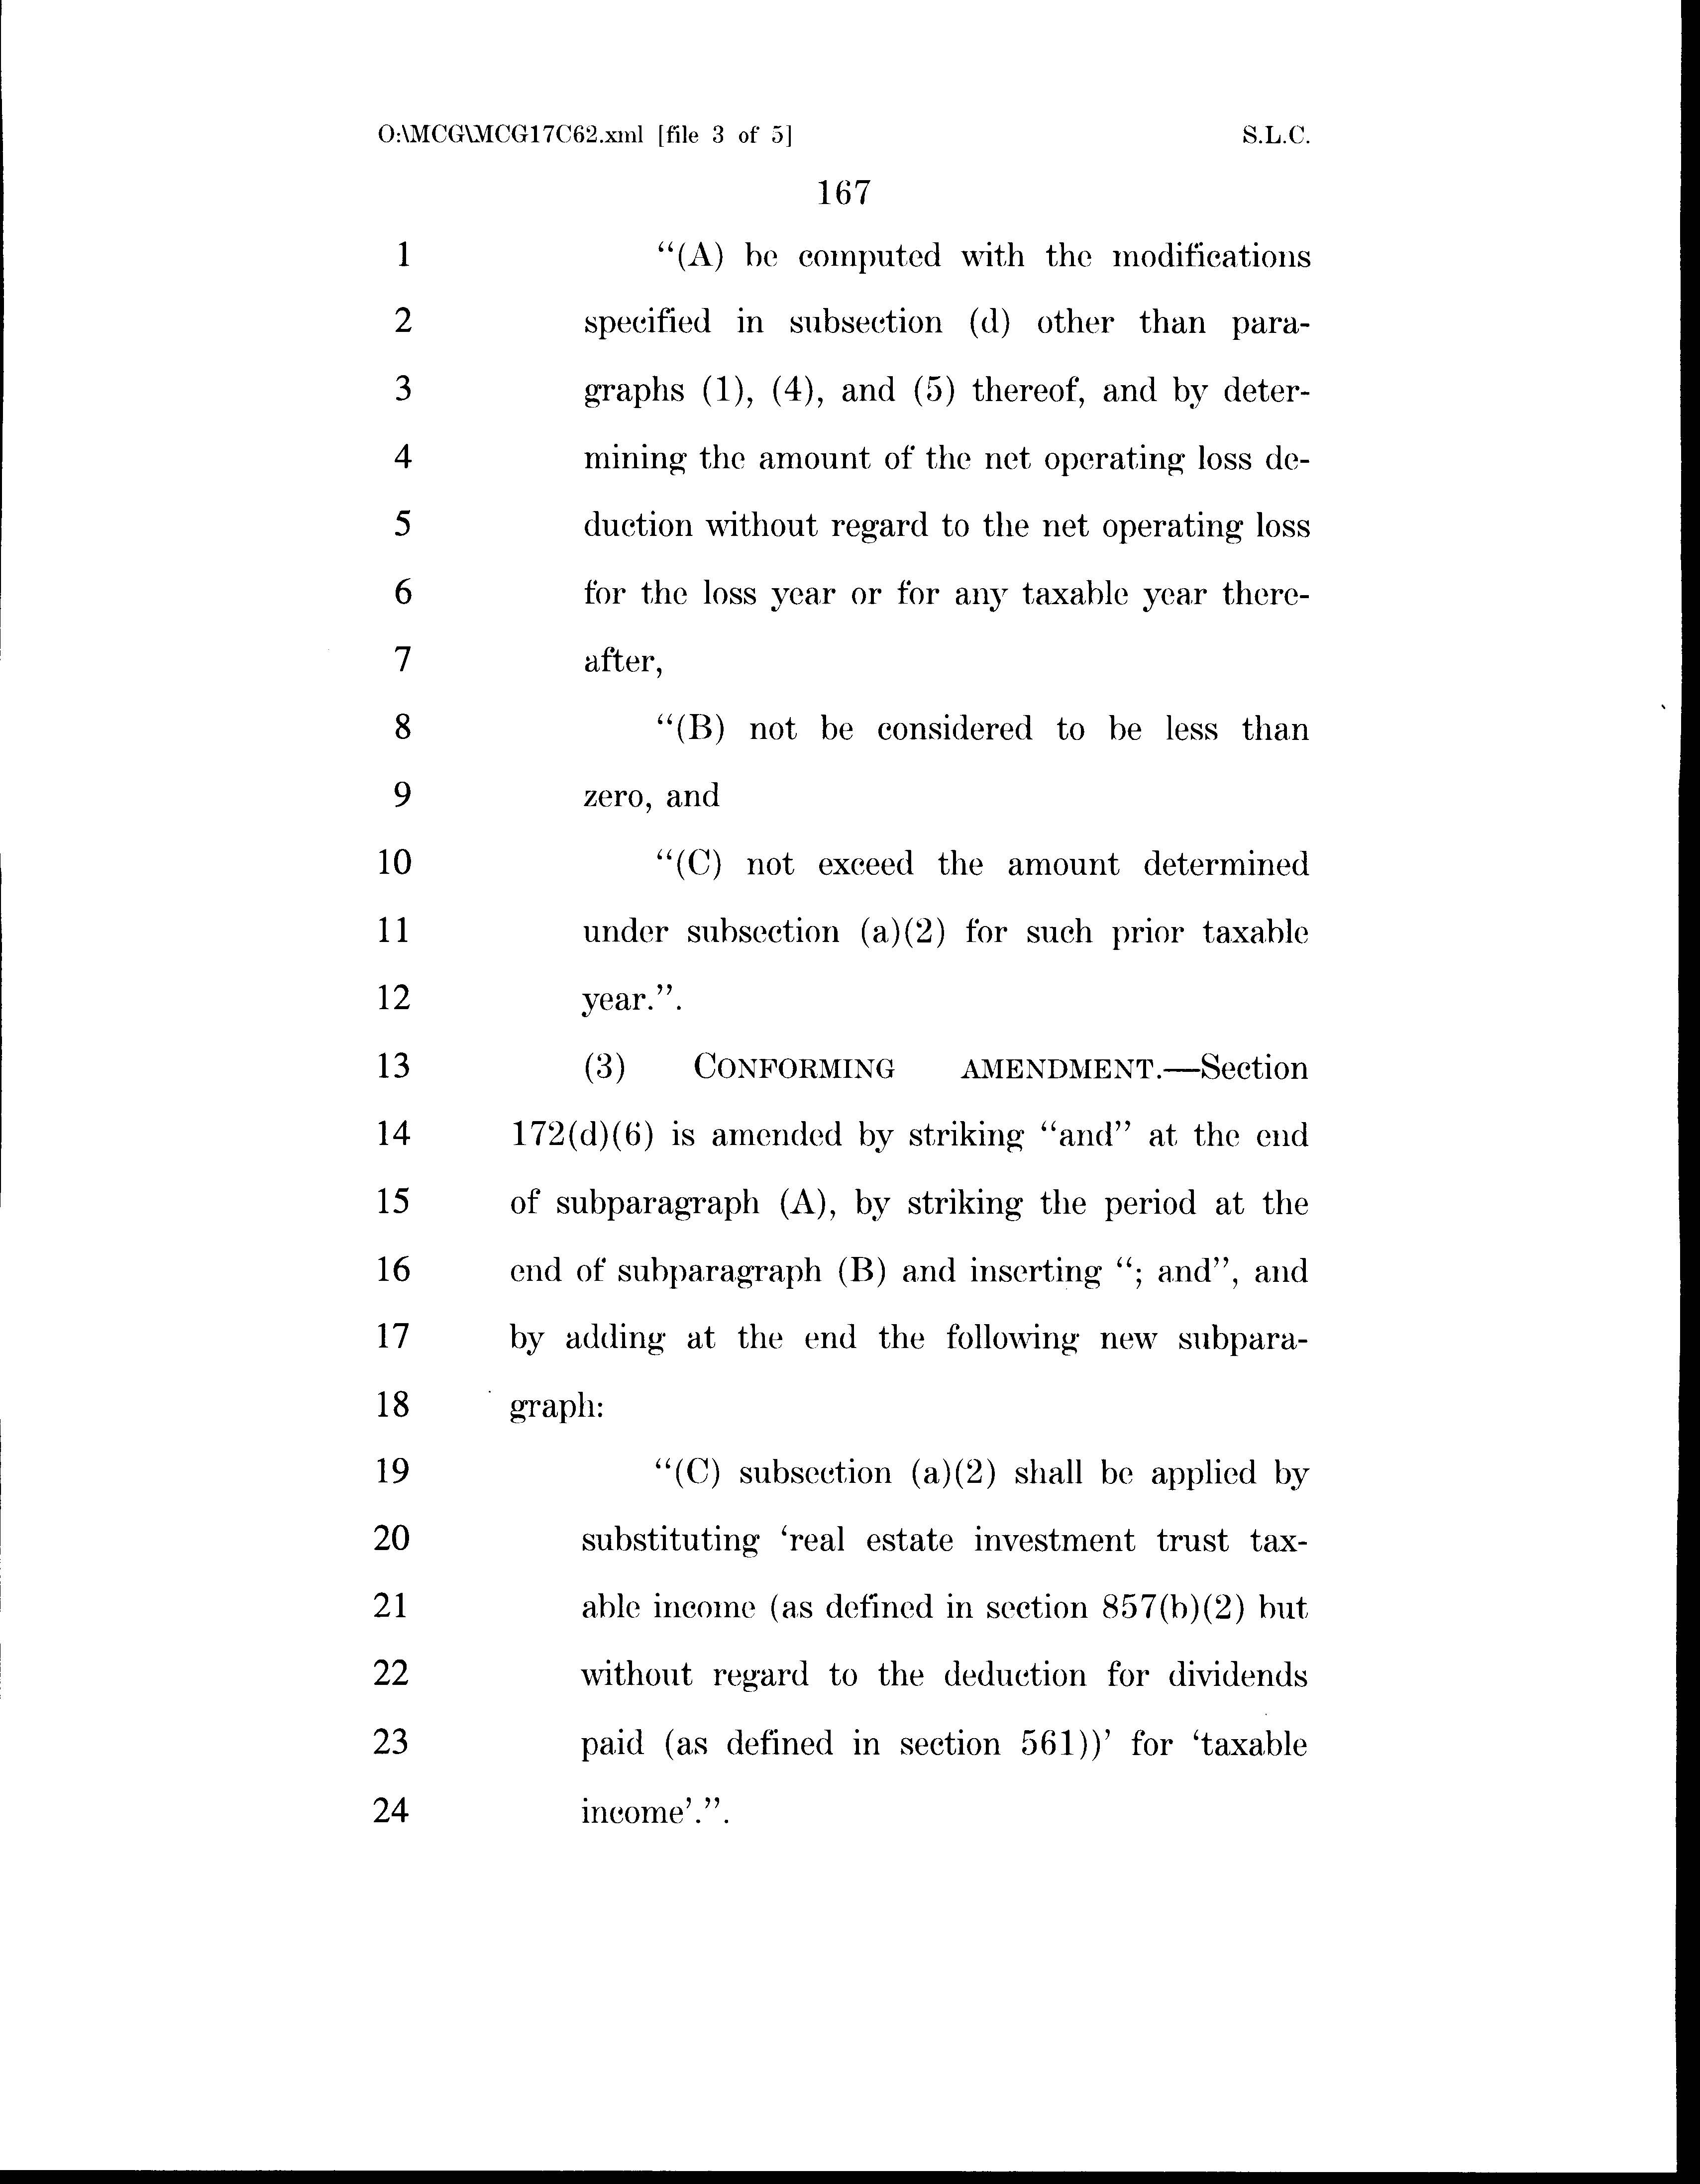 O:\MCG\MCG17C62.xml [file 3 of 5] S.L.C.
167
1 “(A) be computed with the modifications
2 specified in subsection (d) other than para-
3 graphs (1), (4), and (5) thereof, and by deter-
4 mining the amount of the net operating loss de-
5 duction without regard to the net operating loss
6 for the loss year or for any taxable year there-
7 after,
8 “(B) not be considered to be less than
9 zero, and
10 “(C) not exceed the amount determined
11 under subsection (a)(2) for such prior taxable
12 year.”.
13 (3) CONFORMING AMENDMENT.—Section
14 172(d)(6) is amended by striking “and” at the end
15 of subparagraph (A), by striking the period at the
16 end of subparagraph (B) and inserting “; and”, and
17 by adding at the end the following new subpara-
18 graph:
19 “(C) subsection (a)(2) shall be applied by
20 substituting ‘real estate investment trust tax-
21 able income (as defined in section 857(b)(2) but
22 without regard to the deduction for dividends
23 paid (as defined in section 561))’ for ‘taxable
24 income’.”.